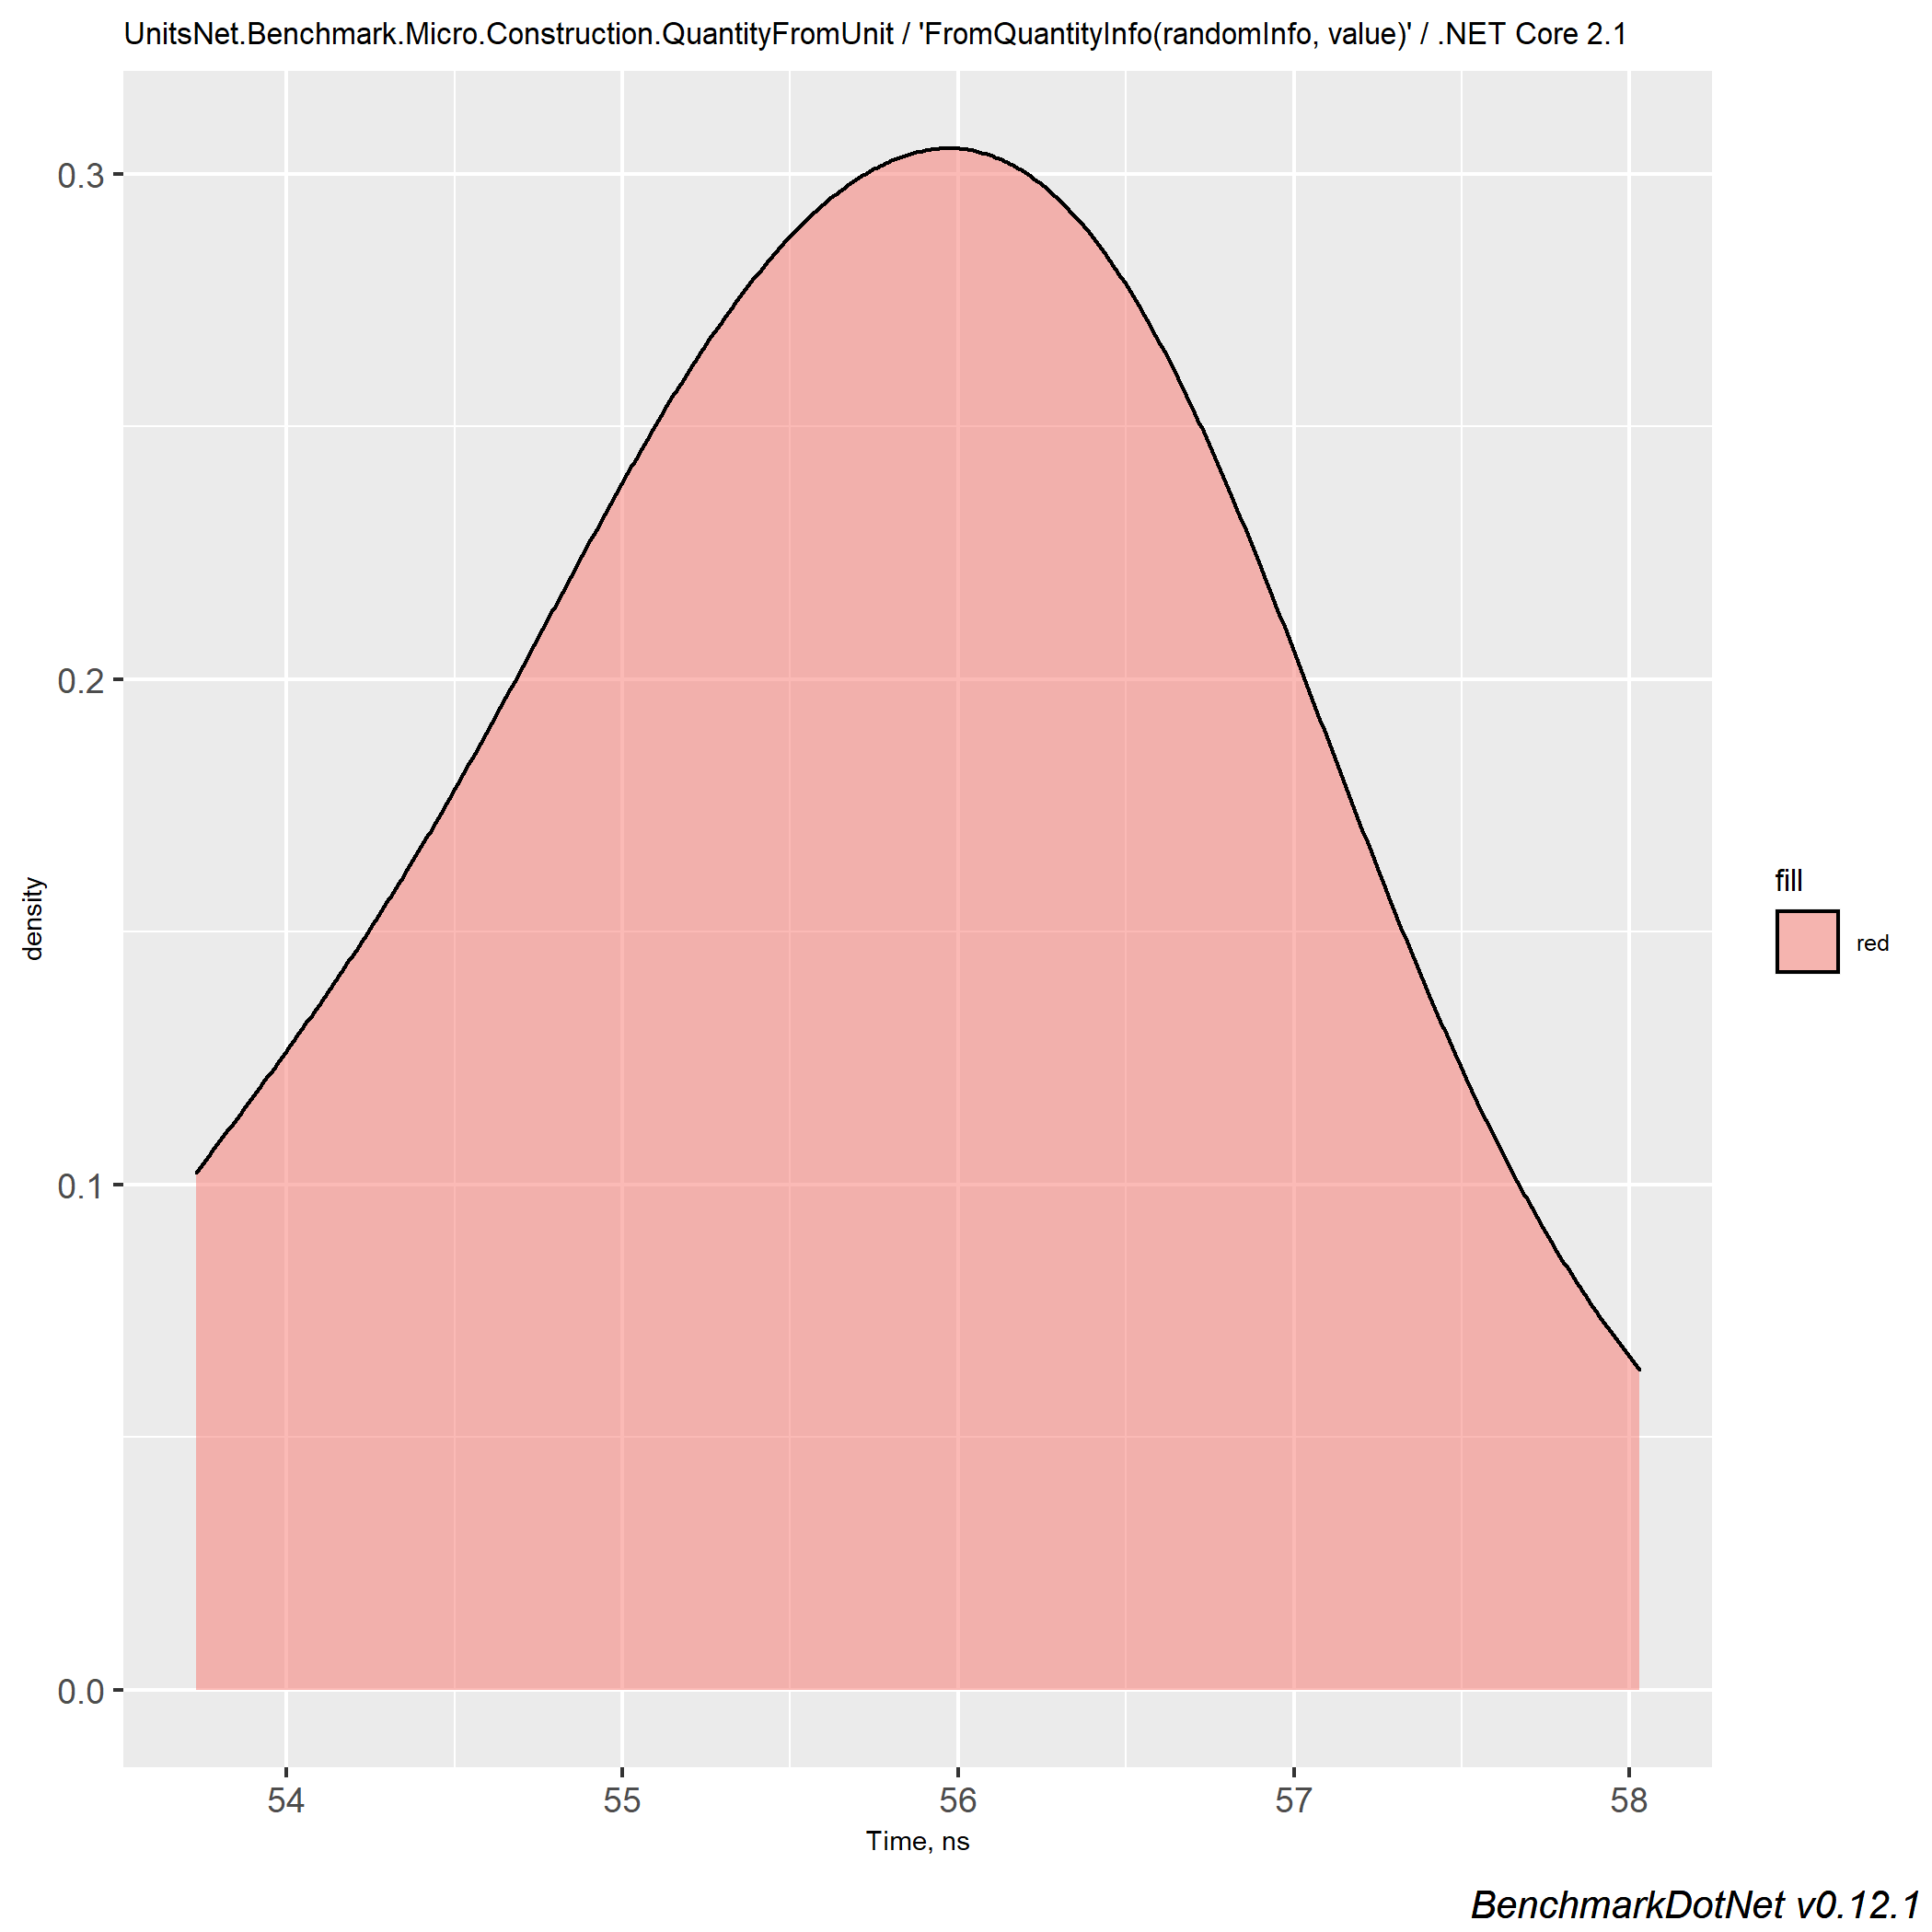 UnitsNet.Benchmark.Micro.Construction.QuantityFromUnit / 'FromQuantityInfo(randomInfo, value)' / .NET Core 2.1
0.3
0.2
0.1
0.0
density
54 55 56 57 58
Time, ns
fill
red
BenchmarkDotNet v0.12.1